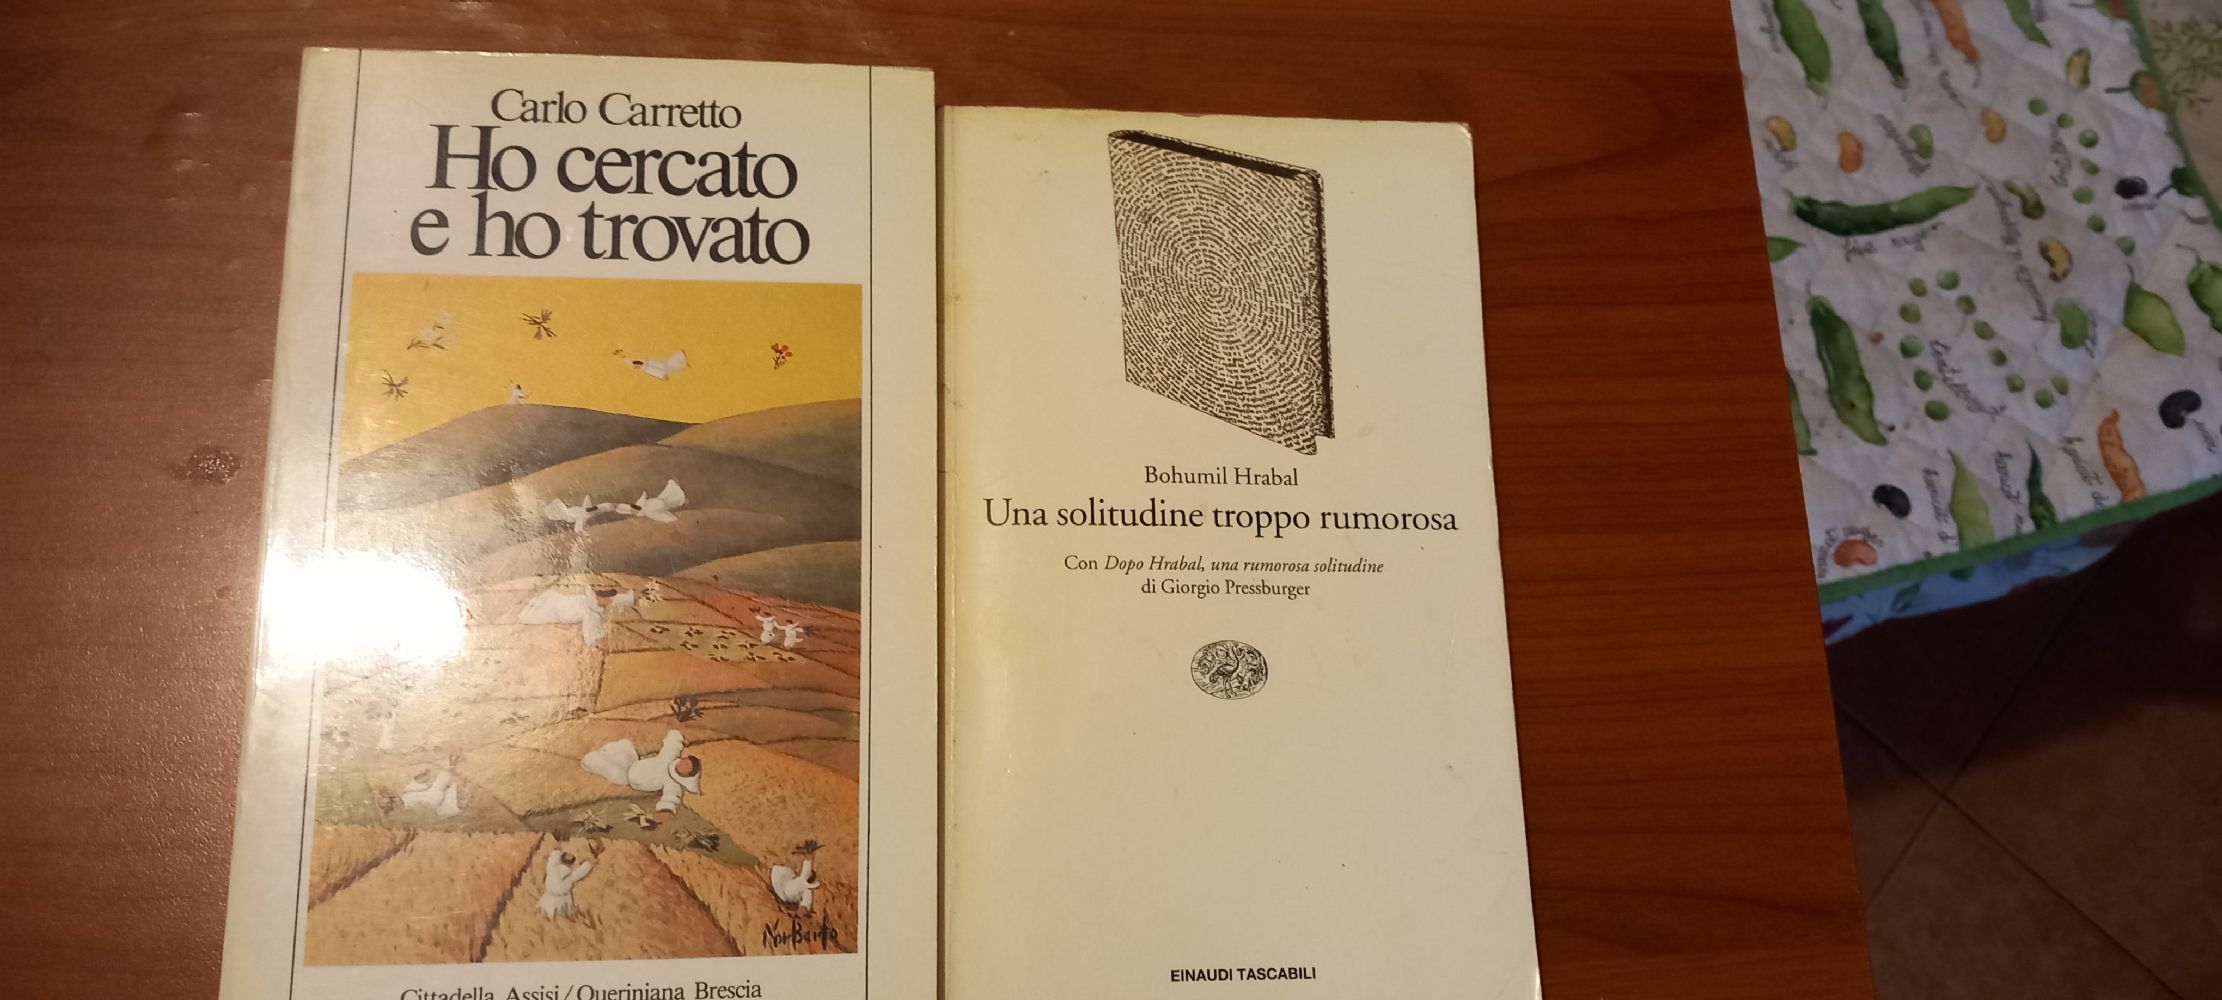 Carlo Carretto
Ho cercato
e ho trovato
NorBerto
Cittadella Assisi / Queriniana Brescia
Bohumil Hrabal
Una solitudine troppo rumorosa
Con Dopo Hrabal, una rumorosa solitudine
di Giorgio Pressburger
EINAUDI TASCABILI